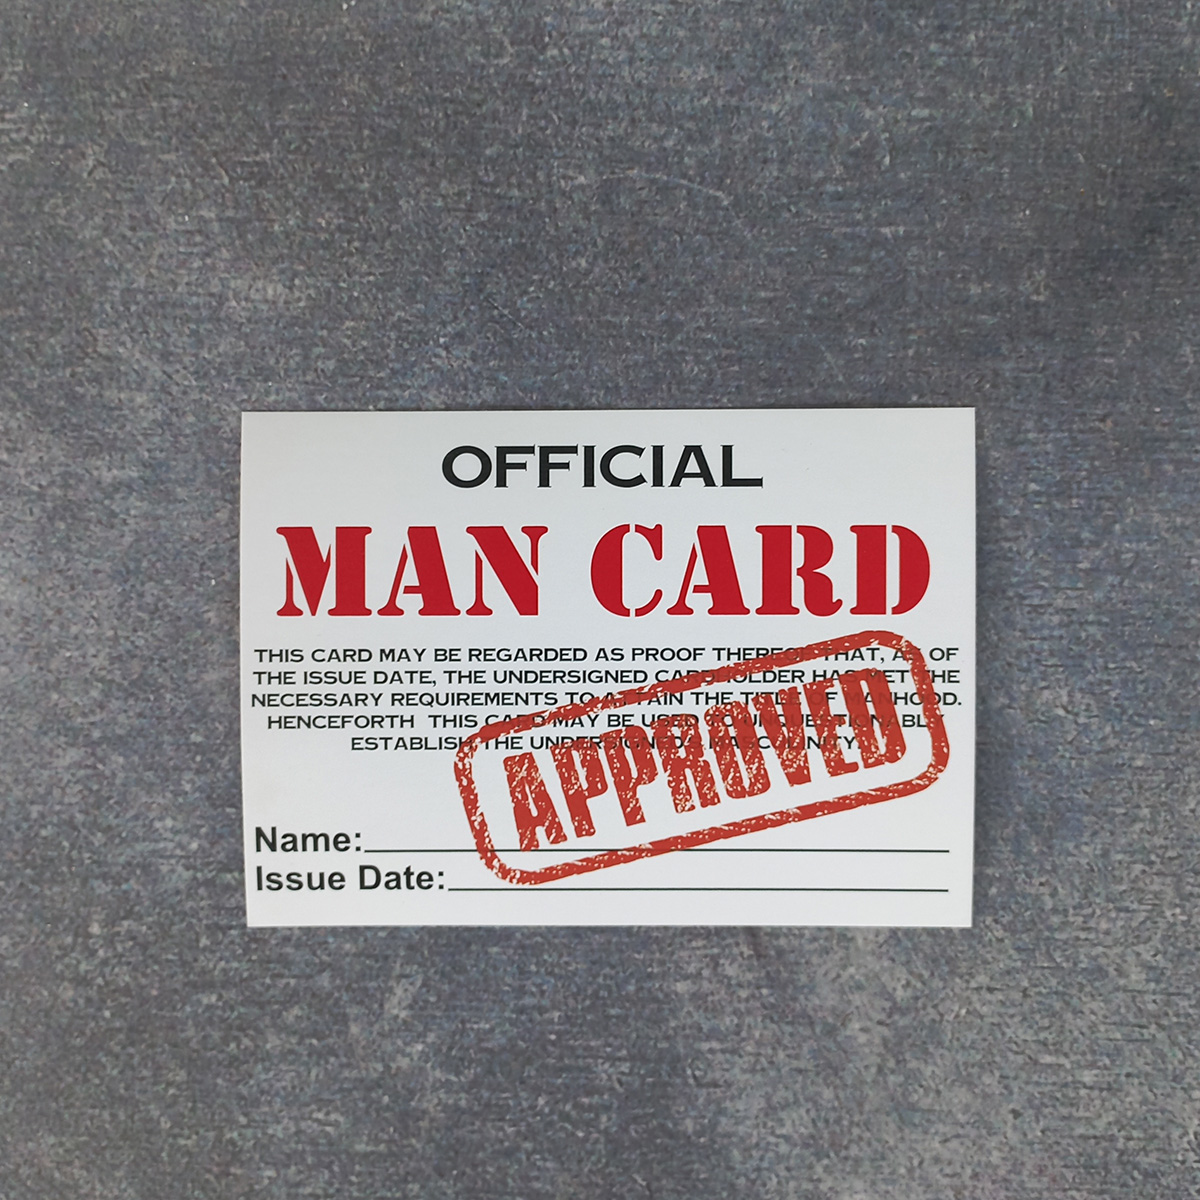 OFFICIAL
MAN CARD
THIS CARD MAY BE REGARDED AS PROOF THEREOF THAT, AS OF
THE ISSUE DATE, THE UNDERSIGNED CARDHOLDER HAS MET THE
NECESSARY REQUIREMENTS TO ATTAIN THE TITLE OF MANHOOD.
HENCEFORTH THIS CARD MAY BE USED TO UNQUESTIONABLY
ESTABLISH THE UNDERSIGNED'S MASCULINITY.
APPROVED
Name:
Issue Date: